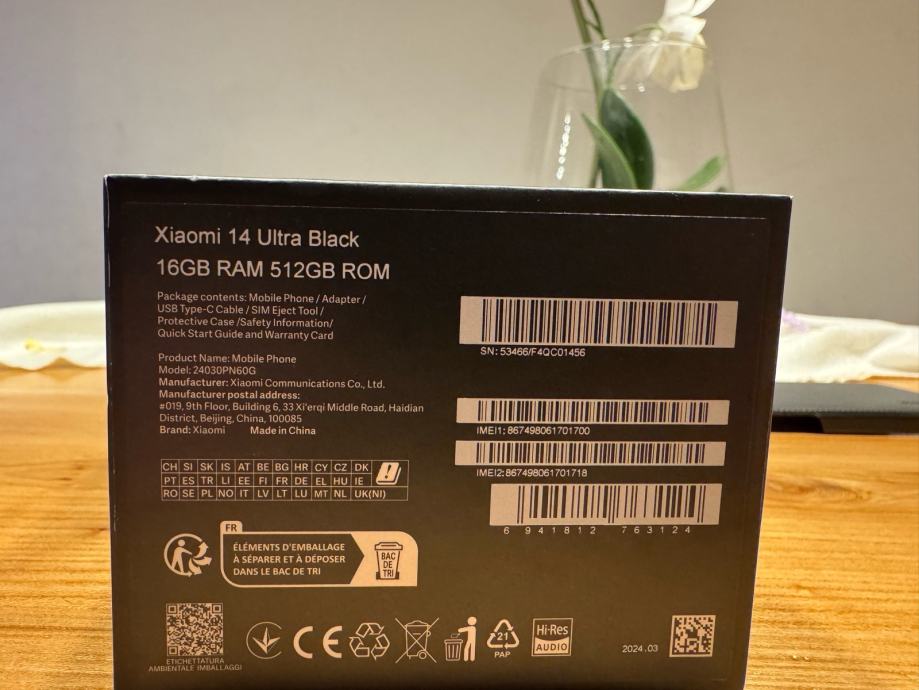 Xiaomi 14 Ultra Black
16GB RAM 512GB ROM
Package contents: Mobile Phone / Adapter /
USB Type-C Cable / SIM Eject Tool /
Protective Case /Safety Information/
Quick Start Guide and Warranty Card
Product Name: Mobile Phone
Model: 24030PN60G
Manufacturer: Xiaomi Communications Co., Ltd.
Manufacturer postal address:
#019, 9th Floor, Building 6, 33 Xi'erqi Middle Road, Haidian
District, Beijing, China, 100085
Brand: Xiaomi Made in China
SN: 53466/F4QC01456
IMEI1: 867498061701700
IMEI2: 867498061701718
6 941812 763124
CH SI SK IS AT BE BG HR CY CZ DK
PT ES TR LI EE FI FR DE EL HU IE
RO SE PL NO IT LV LT LU MT NL UK(NI)
FR
ÉLÉMENTS D'EMBALLAGE
À SÉPARER ET À DÉPOSER
DANS LE BAC DE TRI
BAC
DE
TRI
ETICHETTATURA
AMBIENTALE IMBALLAGGI
CE
21
PAP
Hi-Res
AUDIO
2024.03